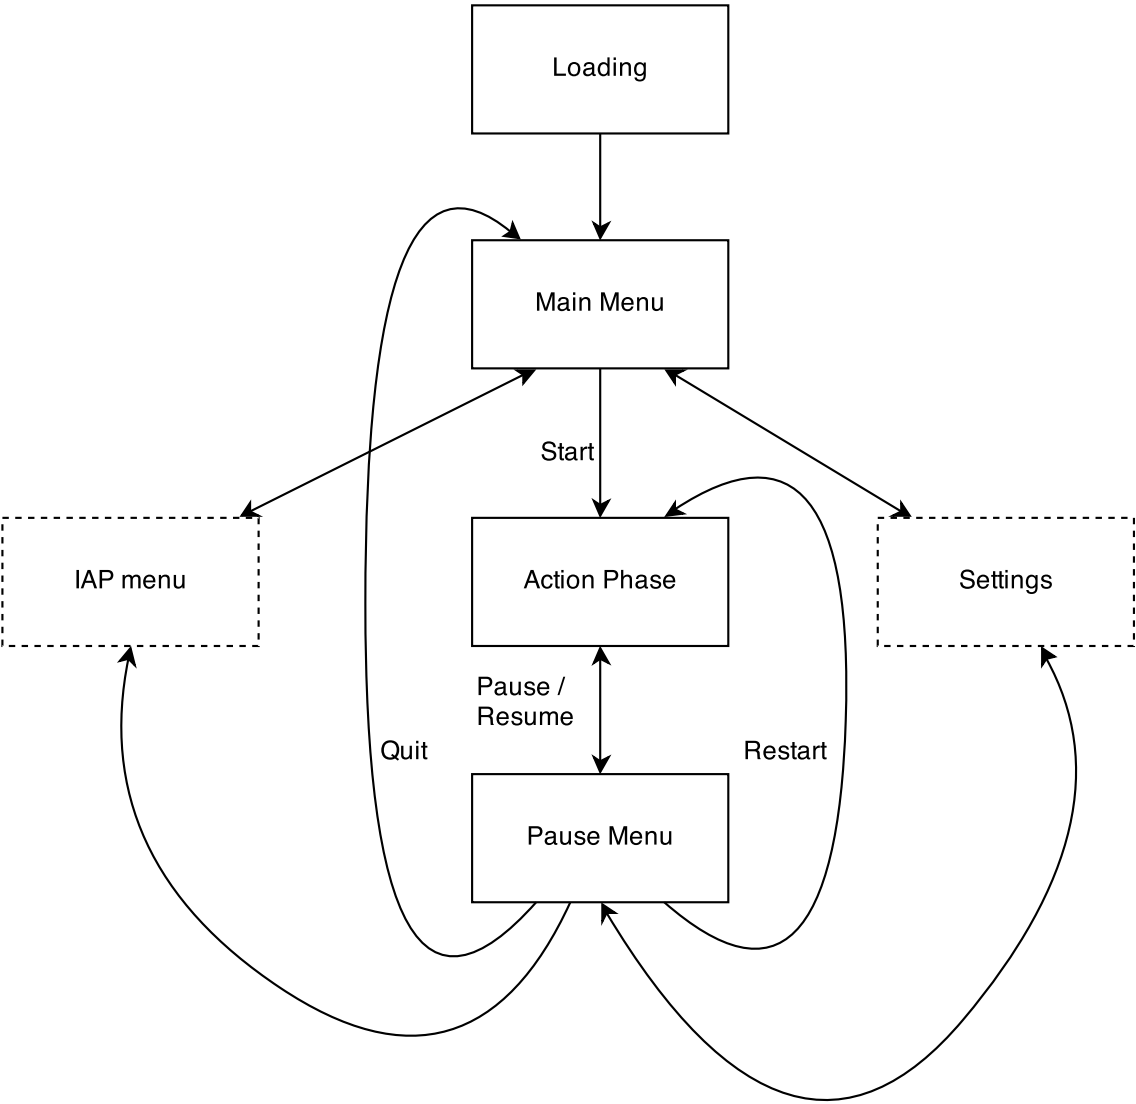 Loading
Main Menu
Start
IAP menu
Action Phase
Settings
Pause /
Resume
Quit
Restart
Pause Menu